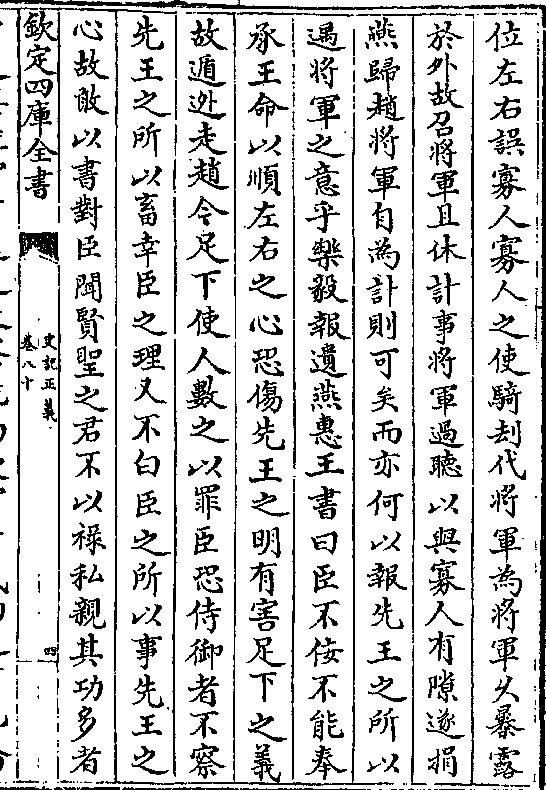 位左右誤寡人寡人之使騎刦代將軍為將軍久暴露
於外故召將軍且休計事將軍過聽以與寡人有隙遂捐
燕歸趙將軍自為計則可矣而亦何以報先王之所以
遇將軍之意乎樂毅報遺燕惠王書曰臣不佞不能奉
承王命以順左右之心恐傷先王之明有害足下之義
故遁逃走趙今足下使人數之以罪臣恐侍御者不察
先王之所以畜幸臣之理又不白臣之所以事先王之
心故敢以書對臣聞賢聖之君不以祿私親其功多者
欽定四庫全書
史記正義
卷八十
四